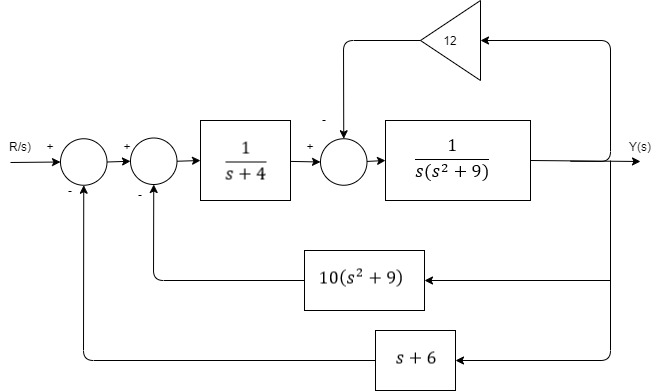 12
-
R/s) + + + Y(s)
1
s + 4
1
s(s² + 9)
- -
10(s² + 9)
s + 6